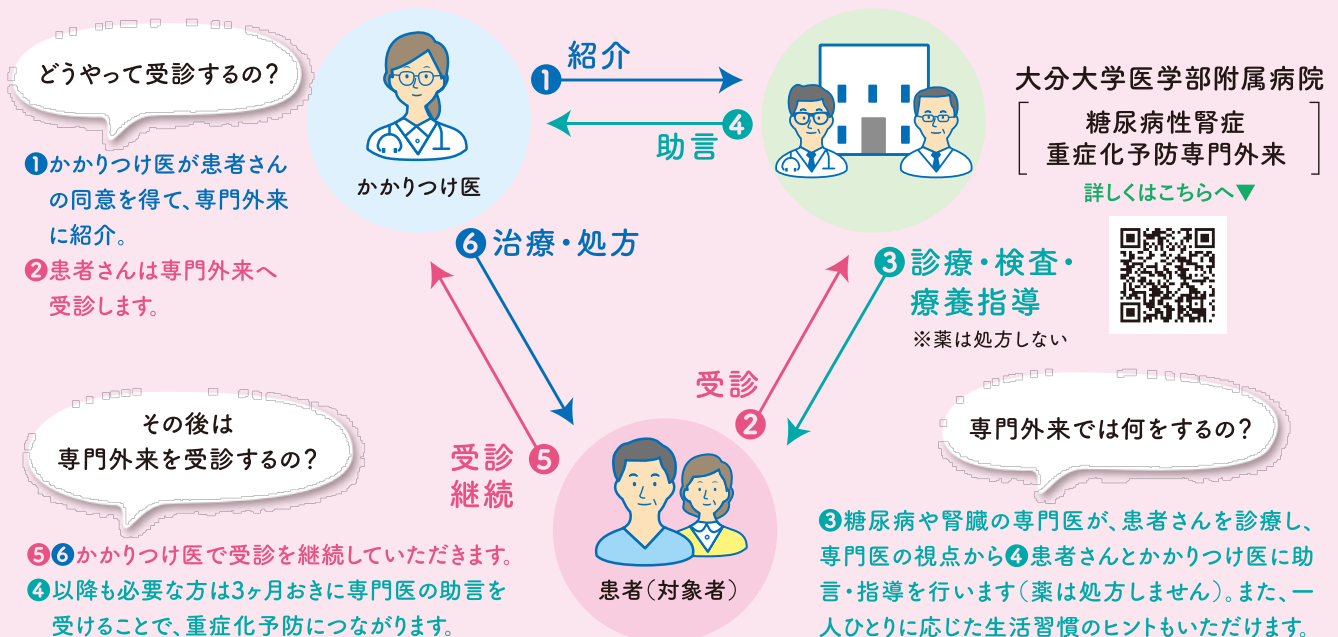 どうやって受診するの？
❶かかりつけ医が患者さん
の同意を得て、専門外来
に紹介。
❷患者さんは専門外来へ
受診します。
かかりつけ医
❶紹介
❹助言
大分大学医学部附属病院
糖尿病性腎症
重症化予防専門外来
詳しくはこちらへ▼
❻治療・処方
❸診療・検査・
療養指導
※薬は処方しない
受診❷
受診❺
継続
患者（対象者）
その後は
専門外来を受診するの？
❺❻かかりつけ医で受診を継続していただきます。
❹以降も必要な方は3ヶ月おきに専門医の助言を
受けることで、重症化予防につながります。
専門外来では何をするの？
❸糖尿病や腎臓の専門医が、患者さんを診療し、
専門医の視点から❹患者さんとかかりつけ医に助
言・指導を行います（薬は処方しません）。また、一
人ひとりに応じた生活習慣のヒントもいただけます。